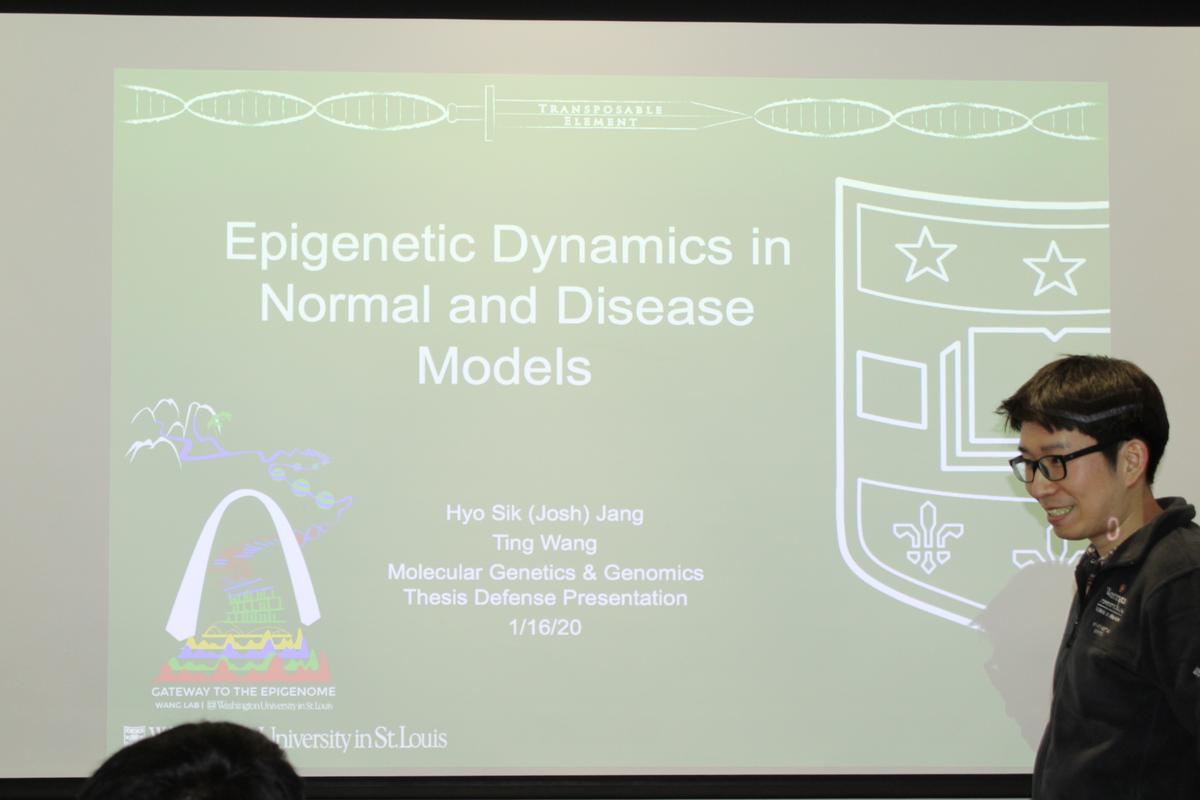 TRANSPOSABLE
ELEMENT
Epigenetic Dynamics in
Normal and Disease
Models
Hyo Sik (Josh) Jang
Ting Wang
Molecular Genetics & Genomics
Thesis Defense Presentation
1/16/20
GATEWAY TO THE EPIGENOME
WANG LAB | Washington University in St. Louis
University in St. Louis